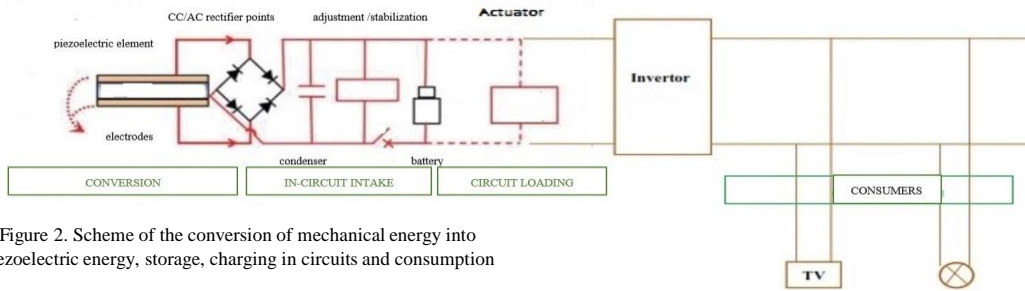 Actuator
CC/AC rectifier points
adjustment /stabilization
piezoelectric element
Invertor
electrodes
condenser
battery
CONVERSION
IN-CIRCUIT INTAKE
CIRCUIT LOADING
CONSUMERS
Figure 2. Scheme of the conversion of mechanical energy into
ezoelectric energy, storage, charging in circuits and consumption
TV